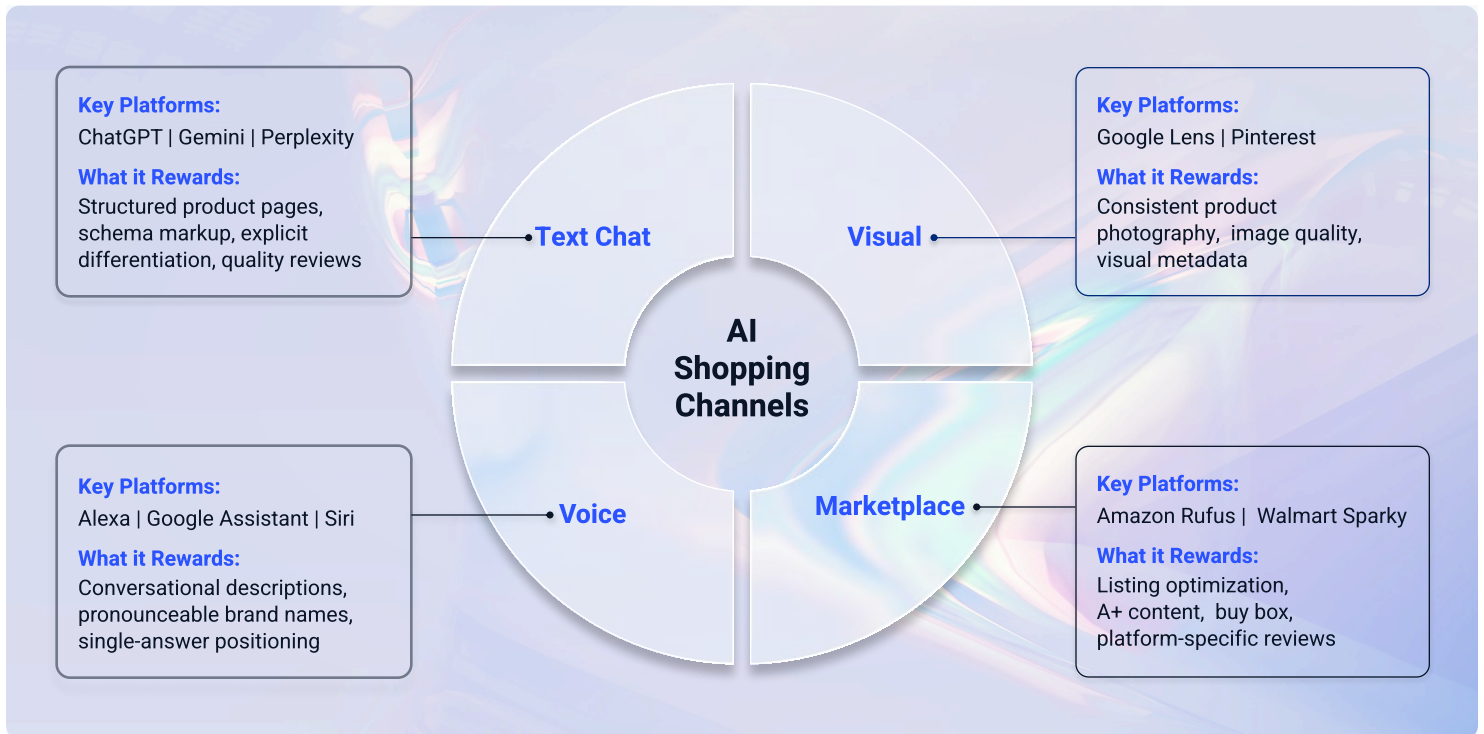 Key Platforms:
ChatGPT | Gemini | Perplexity
What it Rewards:
Structured product pages,
schema markup, explicit
differentiation, quality reviews
Text Chat
Visual
Key Platforms:
Google Lens | Pinterest
What it Rewards:
Consistent product
photography, image quality,
visual metadata
AI
Shopping
Channels
Key Platforms:
Alexa | Google Assistant | Siri
What it Rewards:
Conversational descriptions,
pronounceable brand names,
single-answer positioning
Voice
Marketplace
Key Platforms:
Amazon Rufus | Walmart Sparky
What it Rewards:
Listing optimization,
A+ content, buy box,
platform-specific reviews